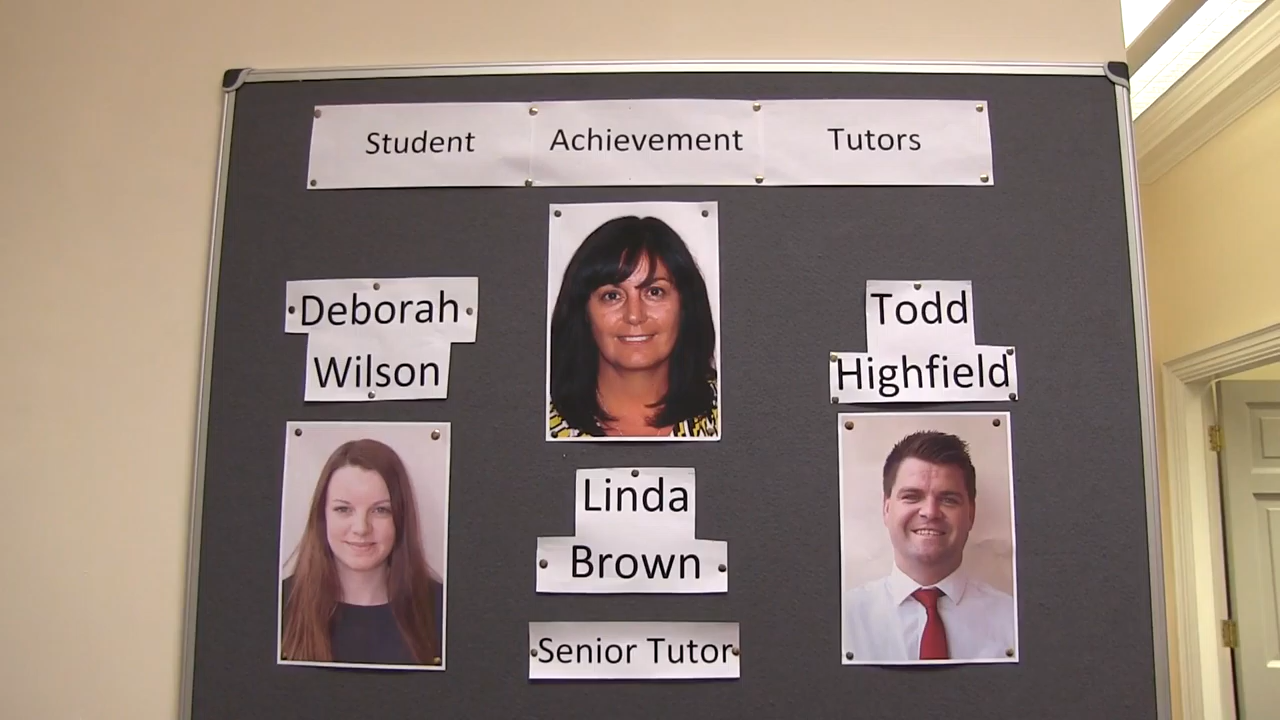 Student Achievement Tutors
Deborah
Wilson
Linda
Brown
Senior Tutor
Todd
Highfield